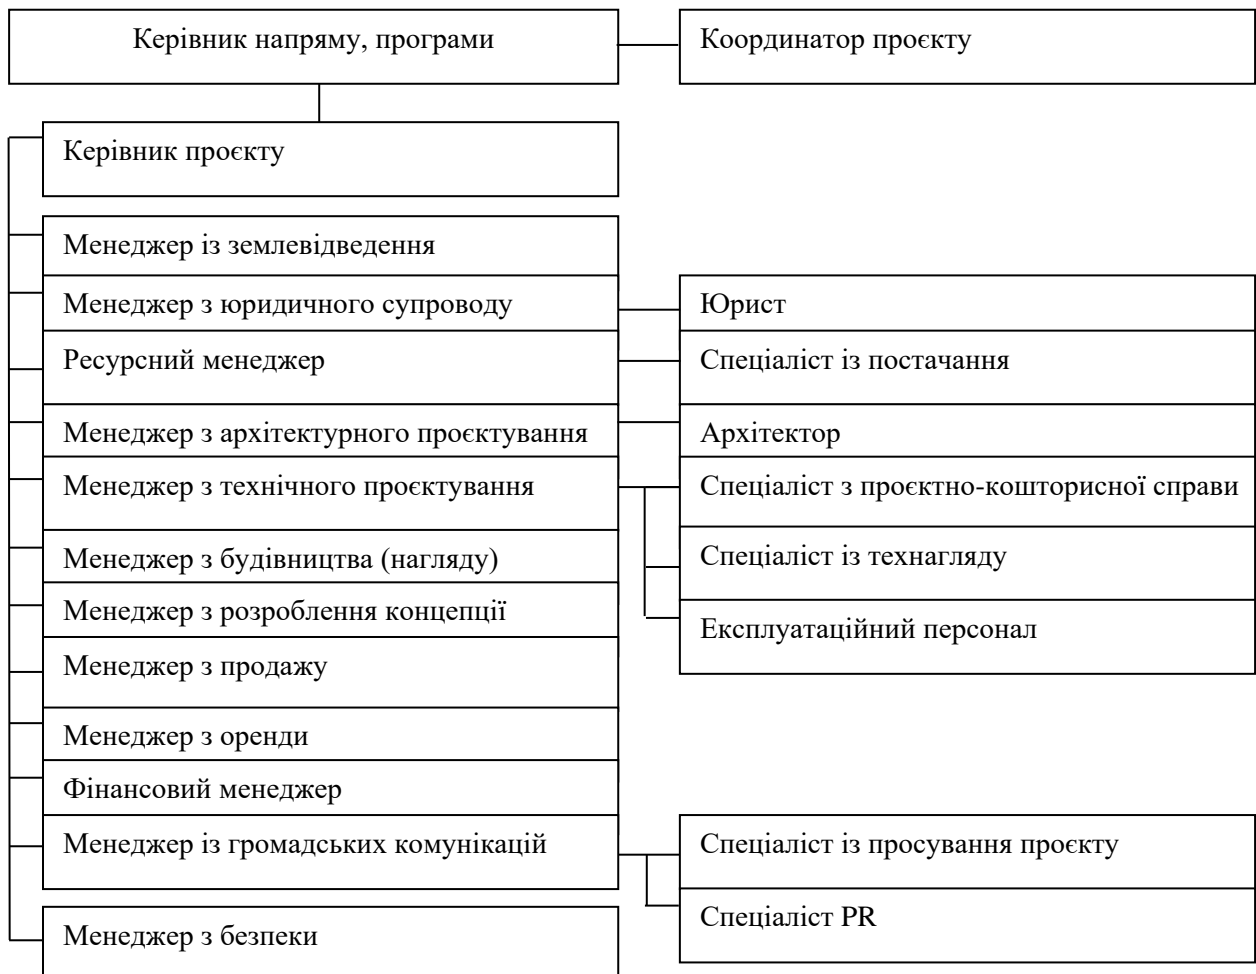 Керівник напряму, програми
Координатор проєкту
Керівник проєкту
Менеджер із землевідведення
Менеджер з юридичного супроводу
Юрист
Ресурсний менеджер
Спеціаліст із постачання
Менеджер з архітектурного проєктування
Архітектор
Менеджер з технічного проєктування
Спеціаліст з проєктно-кошторисної справи
Менеджер з будівництва (нагляду)
Спеціаліст із технагляду
Менеджер з розроблення концепції
Експлуатаційний персонал
Менеджер з продажу
Менеджер з оренди
Фінансовий менеджер
Менеджер із громадських комунікацій
Спеціаліст із просування проєкту
Спеціаліст PR
Менеджер з безпеки